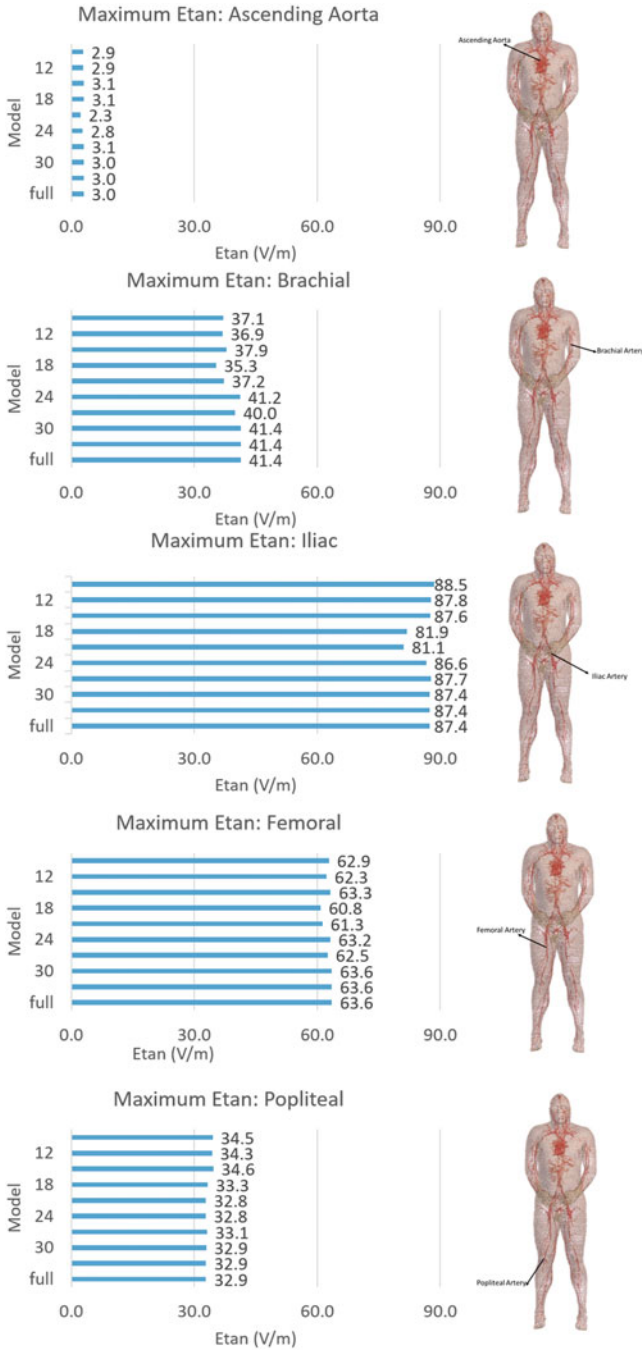 Maximum Etan: Ascending Aorta
Ascending Aorta
Model
2.9
12 2.9
3.1
18 3.1
2.3
24 2.8
3.1
30 3.0
3.0
full 3.0
0.0 30.0 60.0 90.0
Etan (V/m)
Maximum Etan: Brachial
Brachial Artery
Model
37.1
12 36.9
37.9
18 35.3
37.2
24 41.2
40.0
30 41.4
41.4
full 41.4
0.0 30.0 60.0 90.0
Etan (V/m)
Maximum Etan: Iliac
Iliac Artery
Model
88.5
12 87.8
87.6
18 81.9
81.1
24 86.6
87.7
30 87.4
87.4
full 87.4
0.0 30.0 60.0 90.0
Etan (V/m)
Maximum Etan: Femoral
Femoral Artery
Model
62.9
12 62.3
63.3
18 60.8
61.3
24 63.2
62.5
30 63.6
63.6
full 63.6
0.0 30.0 60.0 90.0
Etan (V/m)
Maximum Etan: Popliteal
Popliteal Artery
Model
34.5
12 34.3
34.6
18 33.3
32.8
24 32.8
33.1
30 32.9
32.9
full 32.9
0.0 30.0 60.0 90.0
Etan (V/m)